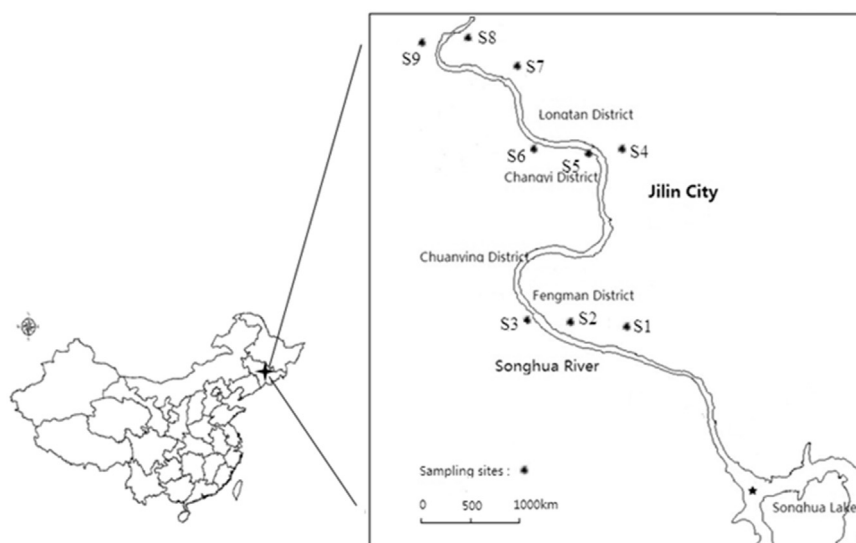 S9
S8
S7
Longtan District
S6
S5
S4
Changyi District
Jilin City
Chuanying District
Fengman District
S3
S2
S1
Songhua River
Sampling sites :
0 500 1000km
Songhua Lake